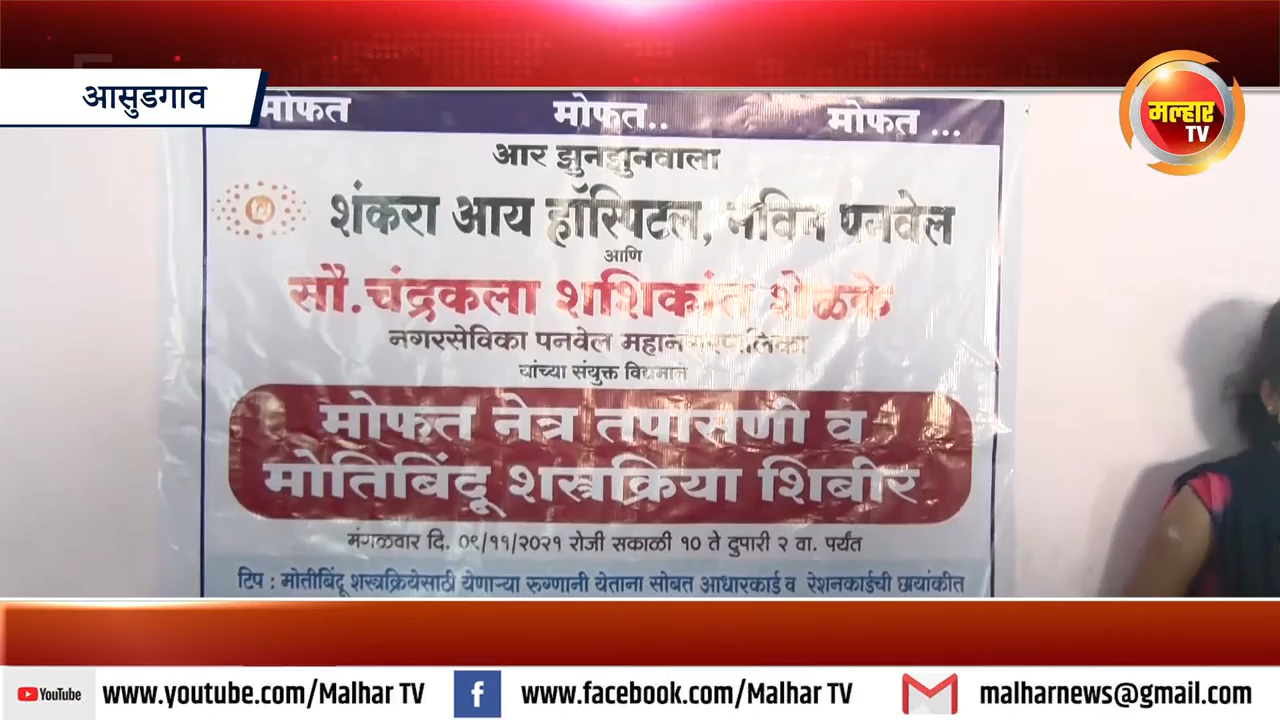 आसुडगाव
मल्हार
TV
मोफत मोफत.. मोफत ...
आर झुनझुनवाला
शंकरा आय हॉस्पिटल, नविन पनवेल
आणि
सौ. चंद्रकला शशिकांत शेळके
नगरसेविका पनवेल महानगरपालिका
यांच्या संयुक्त विद्यमाने
मोफत नेत्र तपासणी व
मोतिबिंदू शस्त्रक्रिया शिबीर
मंगळवार दि. ०९/११/२०२१ रोजी सकाळी १० ते दुपारी २ वा. पर्यंत
टिप : मोतीबिंदू शस्त्रक्रियेसाठी येणाऱ्या रुग्णानी येताना सोबत आधारकार्ड व रेशनकार्डची छायांकीत
YouTube www.youtube.com/Malhar TV f www.facebook.com/Malhar TV malharnews@gmail.com